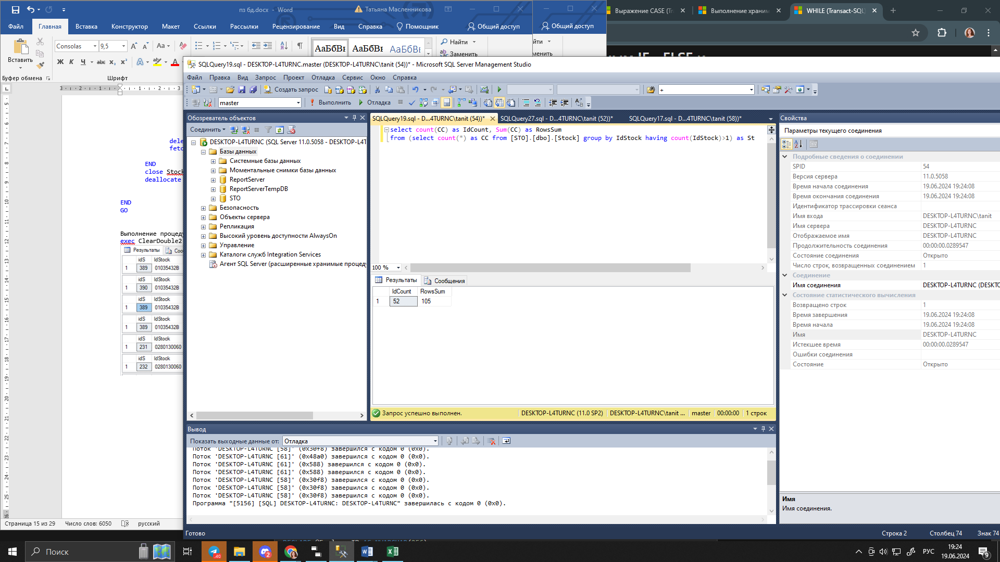 пз бд.docx - Word
Татьяна Масленникова
Файл
Главная
Вставка
Конструктор
Макет
Ссылки
Рассылки
Рецензирование
Вид
Справка
Помощник
Общий доступ
Общий доступ
Выражение CASE (Tr
Выполнение храним
WHILE (Transact-SQL)
Вставить
Consolas
9,5
Найти
Заменить
Буфер обмена
Шрифт
АаБбВ
АаБбВ
АаБбВ
dele
fetc
END
close Stock
deallocate
END
GO
Выполнение процеду
exec ClearDouble2
Результаты
Соо
idS IdStock
1 389 01035432B
idS IdStock
1 390 01035432B
idS IdStock
1 389 01035432B
idS IdStock
1 389 01035432B
idS IdStock
1 231 0280130060
idS IdStock
1 232 0280130060
Страница 15 из 29
Число слов: 6050
русский
SQLQuery19.sql - DESKTOP-L4TURNC.master (DESKTOP-L4TURNC\tanit (54))* - Microsoft SQL Server Management Studio
Файл Правка Вид Запрос Проект Отладка Сервис Окно Справка
Создать запрос
master
Выполнить
Отладка
Обозреватель объектов
Соединить
DESKTOP-L4TURNC (SQL Server 11.0.5058 - DESKTOP-L4T
Базы данных
Системные базы данных
Моментальные снимки базы данных
ReportServer
ReportServerTempDB
STO
Безопасность
Объекты сервера
Репликация
Высокий уровень доступности AlwaysOn
Управление
Каталоги служб Integration Services
Агент SQL Server (расширенные хранимые процеду
SQLQuery19.sql - D...4TURNC\tanit (54))*
SQLQuery27.sql - D...4TURNC\tanit (52))*
SQLQuery17.sql - D...4TURNC\tanit (58))*
select count(CC) as IdCount, Sum(CC) as RowsSum
from (select count(*) as CC from [STO].[dbo].[Stock] group by IdStock having count(IdStock)>1) as St
100 %
Результаты
Сообщения
IdCount RowsSum
1 52 105
Запрос успешно выполнен.
DESKTOP-L4TURNC (11.0 SP2)
DESKTOP-L4TURNC\tanit ...
master
00:00:00
1 строк
Свойства
Параметры текущего соединения
Подробные сведения о соединении
SPID 54
Версия сервера 11.0.5058
Время начала соединения 19.06.2024 19:24:08
Время окончания соединения 19.06.2024 19:24:08
Идентификатор трассировки сеанса
Имя входа DESKTOP-L4TURNC\tanit
Имя сервера DESKTOP-L4TURNC
Отображаемое имя DESKTOP-L4TURNC
Продолжительность соединения 00:00:00.0289547
Состояние соединения Открыто
Число строк, возвращенных соединением 1
Соединение
Имя соединения DESKTOP-L4TURNC (DESKTO
Состояние статистического вычисления
Возвращено строк 1
Время завершения 19.06.2024 19:24:08
Время начала 19.06.2024 19:24:08
Имя DESKTOP-L4TURNC
Истекшее время 00:00:00.0289547
Ошибки соединения
Состояние Открыто
Имя
Имя соединения.
Вывод
Показать выходные данные от: Отладка
Поток 'DESKTOP-L4TURNC [58]' (0x30f8) завершился с кодом 0 (0x0).
Поток 'DESKTOP-L4TURNC [61]' (0x48a0) завершился с кодом 0 (0x0).
Поток 'DESKTOP-L4TURNC [61]' (0x588) завершился с кодом 0 (0x0).
Поток 'DESKTOP-L4TURNC [61]' (0x588) завершился с кодом 0 (0x0).
Поток 'DESKTOP-L4TURNC [58]' (0x30f8) завершился с кодом 0 (0x0).
Поток 'DESKTOP-L4TURNC [58]' (0x30f8) завершился с кодом 0 (0x0).
Поток 'DESKTOP-L4TURNC [58]' (0x30f8) завершился с кодом 0 (0x0).
Программа "[5156] [SQL] DESKTOP-L4TURNC: DESKTOP-L4TURNC" завершилась с кодом 0 (0x0).
Готово
Строка 2
Столбец 74
Знак 74
Поиск
РУС
19:24
19.06.2024